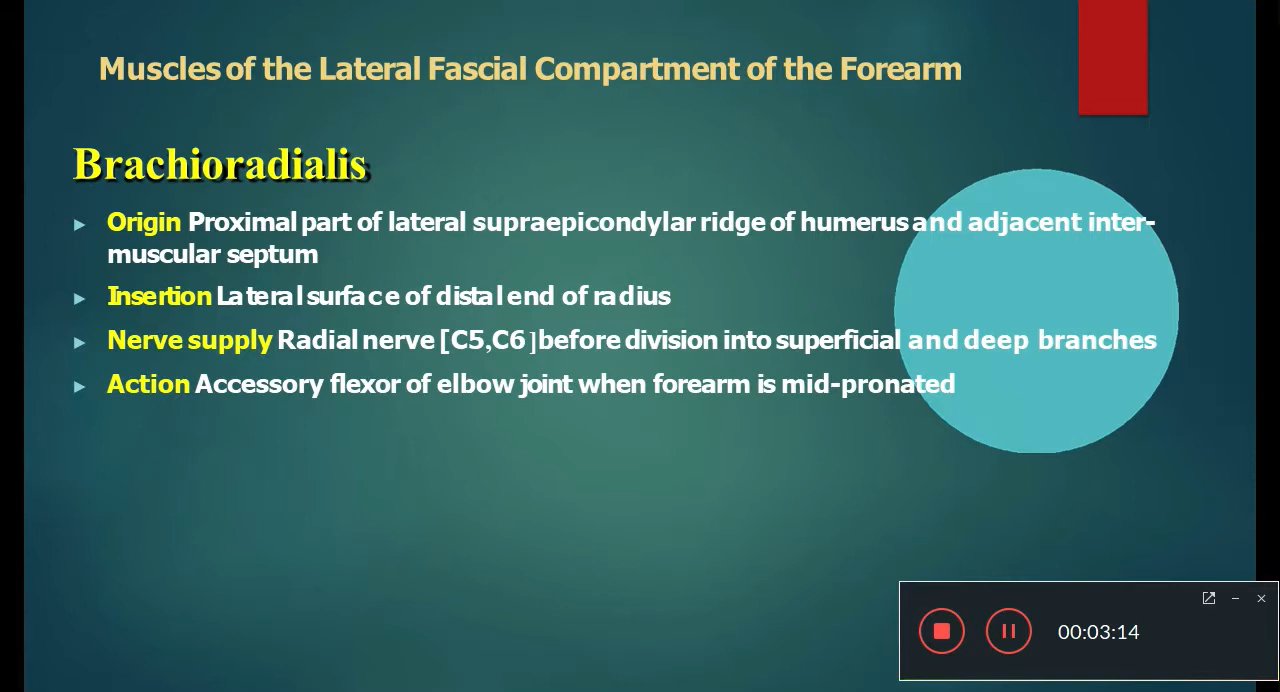 Muscles of the Lateral Fascial Compartment of the Forearm
Brachioradialis
Origin Proximal part of lateral supraepicondylar ridge of humerus and adjacent inter-
muscular septum
Insertion Lateral surface of distal end of radius
Nerve supply Radial nerve [C5,C6 ]before division into superficial and deep branches
Action Accessory flexor of elbow joint when forearm is mid-pronated
00:03:14